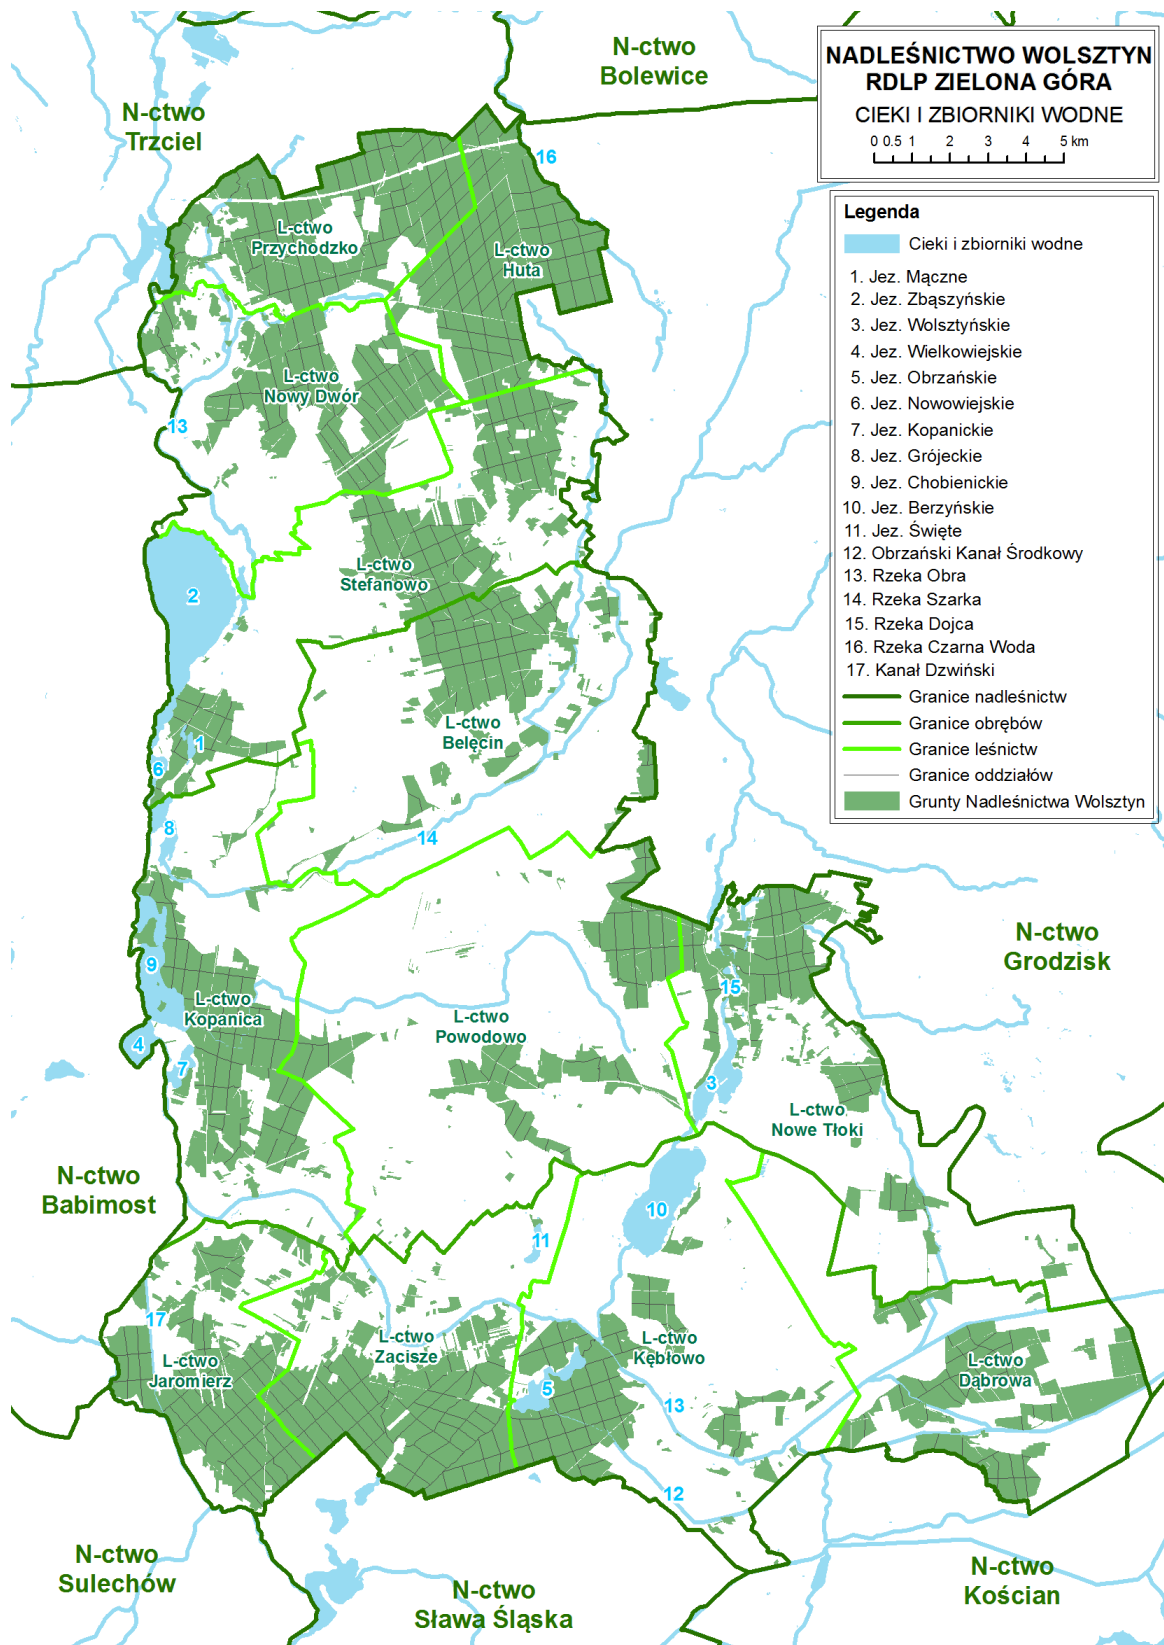 NADLEŚNICTWO WOLSZTYN
RDLP ZIELONA GÓRA
CIEKI I ZBIORNIKI WODNE
0 0.5 1 2 3 4 5 km
Legenda
Cieki i zbiorniki wodne
1. Jez. Mączne
2. Jez. Zbąszyńskie
3. Jez. Wolsztyńskie
4. Jez. Wielkowiejskie
5. Jez. Obrzańskie
6. Jez. Nowowiejskie
7. Jez. Kopanickie
8. Jez. Grójeckie
9. Jez. Chobienickie
10. Jez. Berzyńskie
11. Jez. Święte
12. Obrzański Kanał Środkowy
13. Rzeka Obra
14. Rzeka Szarka
15. Rzeka Dojca
16. Rzeka Czarna Woda
17. Kanał Dzwiński
Granice nadleśnictw
Granice obrębów
Granice leśnictw
Granice oddziałów
Grunty Nadleśnictwa Wolsztyn
N-ctwo
Bolewice
N-ctwo
Trzciel
16
L-ctwo
Przychodzko
L-ctwo
Huta
L-ctwo
Nowy Dwór
13
L-ctwo
Stefanowo
2
L-ctwo
Belęcin
1
6
8
14
N-ctwo
Grodzisk
9
15
L-ctwo
Kopanica
L-ctwo
Powodowo
4
7
3
L-ctwo
Nowe Tłoki
N-ctwo
Babimost
10
11
17
L-ctwo
Zacisze
L-ctwo
Kębłowo
L-ctwo
Jaromierz
L-ctwo
Dąbrowa
5
13
12
N-ctwo
Sulechów
N-ctwo
Sława Śląska
N-ctwo
Kościan